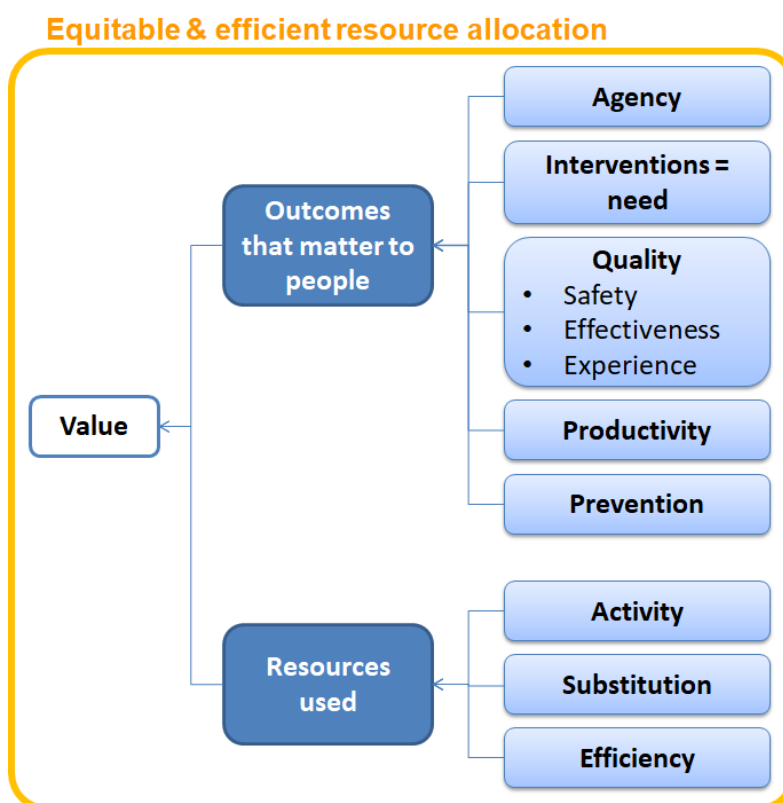 Equitable & efficient resource allocation
Agency
Interventions =
need
Outcomes
that matter to
people
Quality
• Safety
• Effectiveness
• Experience
Value
Productivity
Prevention
Activity
Resources
used
Substitution
Efficiency